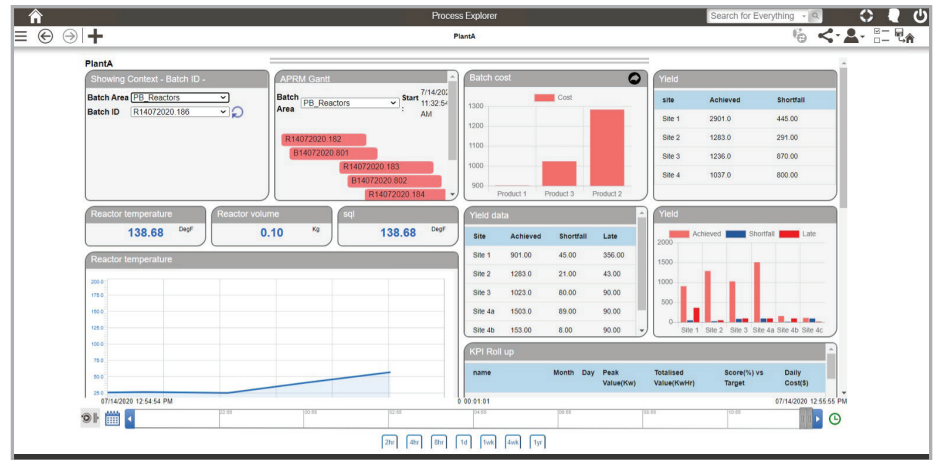 Process Explorer
Search for Everything
PlantA
PlantA
Showing Context - Batch ID -
Batch Area PB_Reactors
Batch ID R14072020.186
APRM Gantt
Batch Area PB_Reactors Start : 7/14/202 11:32:54 AM
R14072020.182
B14072020.801
R14072020.183
B14072020.802
R14072020.184
Batch cost
Cost
1300
1200
1100
1000
900
Product 1 Product 3 Product 2
Yield
site Achieved Shortfall
Site 1 2901.0 445.00
Site 2 1283.0 291.00
Site 3 1236.0 870.00
Site 4 1037.0 800.00
Reactor temperature
138.68 DegF
Reactor volume
0.10 Kg
sql
138.68 DegF
Yield data
Site Achieved Shortfall Late
Site 1 901.00 45.00 356.00
Site 2 1283.0 21.00 43.00
Site 3 1023.0 80.00 90.00
Site 4a 1503.0 89.00 90.00
Site 4b 153.00 8.00 90.00
Yield
Achieved Shortfall Late
2000
1500
1000
500
0
Site 1 Site 2 Site 3 Site 4a Site 4b Site 4c
Reactor temperature
200.0
175.0
150.0
125.0
100.0
75.0
50.0
25.0
KPI Roll up
name Month Day Peak Value(Kw) Totalised Value(KwHr) Score(%) vs Target Daily Cost($)
07/14/2020 12:54:54 PM 0 00:01:01 07/14/2020 12:55:55 PM
2hr 4hr 8hr 1d 1wk 4wk 1yr